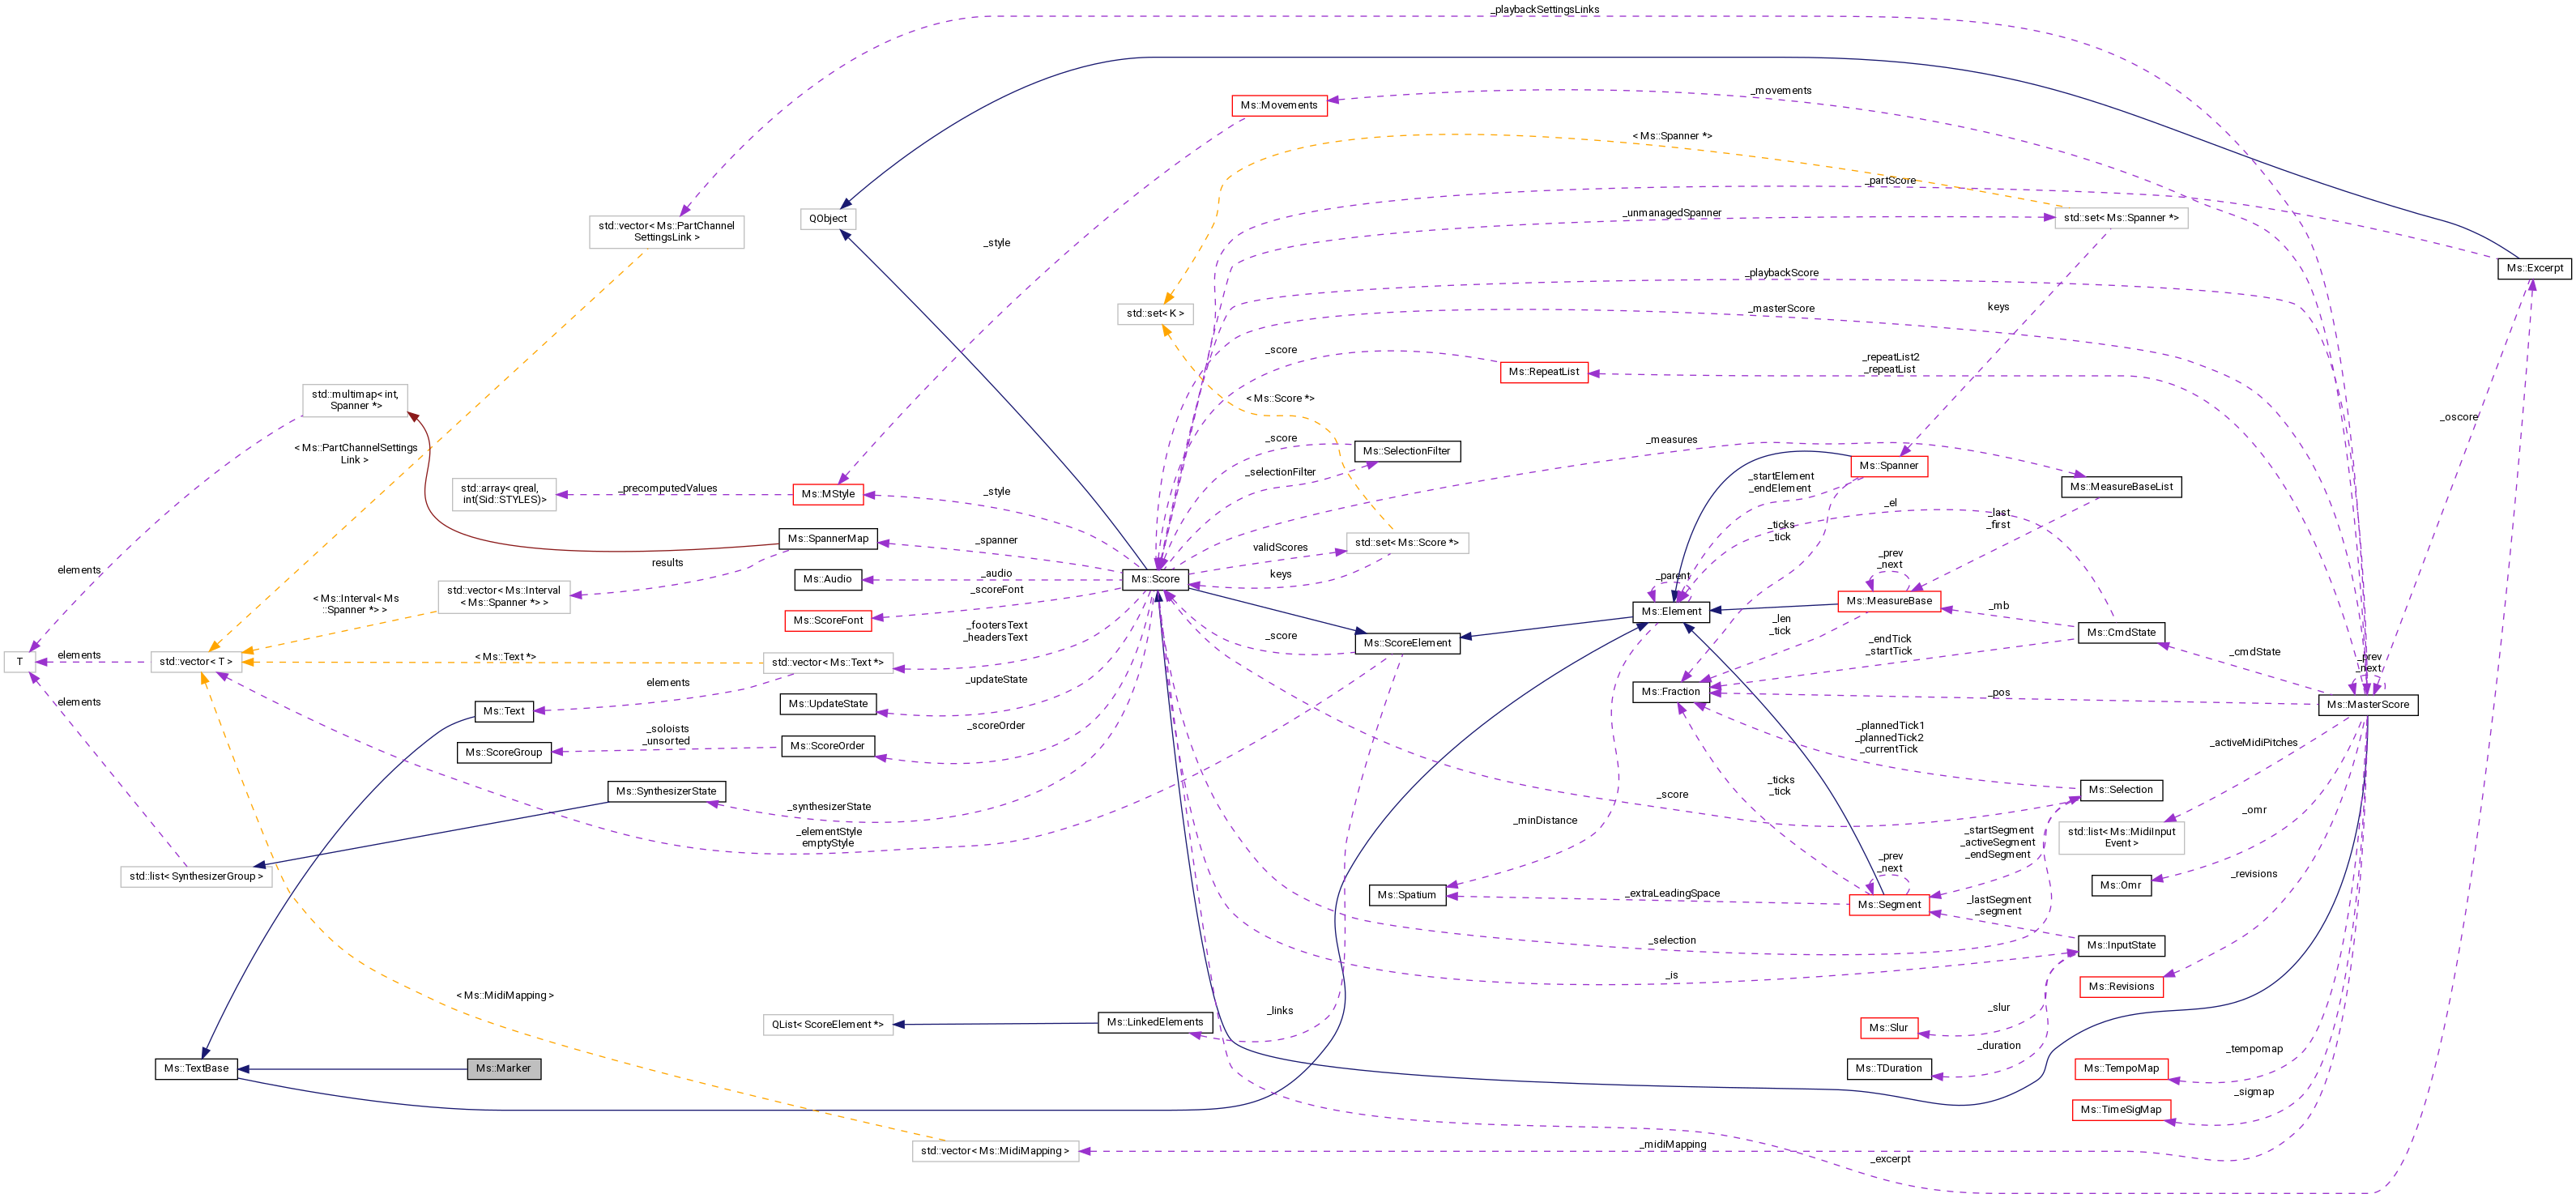 _playbackSettingsLinks
_movements
Ms::Movements
< Ms::Spanner *>
_partScore
QObject
_unmanagedSpanner
std::set< Ms::Spanner *>
std::vector< Ms::PartChannel
SettingsLink >
_style
_playbackScore
Ms::Excerpt
keys
std::set< K >
_masterScore
_score
_repeatList2
_repeatList
Ms::RepeatList
std::multimap< int,
Spanner *>
< Ms::Score *>
_oscore
_score
_measures
< Ms::PartChannelSettings
Link >
Ms::SelectionFilter
_selectionFilter
Ms::Spanner
_startElement
_endElement
Ms::MeasureBaseList
std::array< qreal,
int(Sid::STYLES)>
_precomputedValues
Ms::MStyle
_style
_el
_last
_first
_ticks
_tick
Ms::SpannerMap
_spanner
validScores
std::set< Ms::Score *>
results
_prev
_next
elements
Ms::Audio
_audio
Ms::Score
keys
_parent
< Ms::Interval< Ms
::Spanner *> >
std::vector< Ms::Interval
< Ms::Spanner *> >
_scoreFont
Ms::ScoreFont
Ms::Element
Ms::MeasureBase
_mb
_len
_tick
_footersText
_headersText
_score
Ms::ScoreElement
_endTick
_startTick
Ms::CmdState
_cmdState
T
elements
std::vector< T >
< Ms::Text *>
std::vector< Ms::Text *>
_prev
_next
elements
_updateState
Ms::Fraction
_pos
Ms::MasterScore
elements
Ms::Text
Ms::UpdateState
_scoreOrder
_plannedTick1
_plannedTick2
_currentTick
_activeMidiPitches
Ms::ScoreGroup
_soloists
_unsorted
Ms::ScoreOrder
_ticks
_tick
Ms::SynthesizerState
_synthesizerState
_score
Ms::Selection
_omr
_elementStyle
emptyStyle
_minDistance
_startSegment
_activeSegment
_endSegment
std::list< Ms::MidiInput
Event >
_prev
_next
std::list< SynthesizerGroup >
Ms::Spatium
_extraLeadingSpace
Ms::Segment
Ms::Omr
_revisions
_lastSegment
_segment
_selection
Ms::InputState
_is
Ms::Revisions
< Ms::MidiMapping >
_links
_slur
QList< ScoreElement *>
Ms::LinkedElements
Ms::Slur
_duration
_tempomap
Ms::TextBase
Ms::Marker
Ms::TDuration
Ms::TempoMap
_sigmap
Ms::TimeSigMap
std::vector< Ms::MidiMapping >
_midiMapping
_excerpt